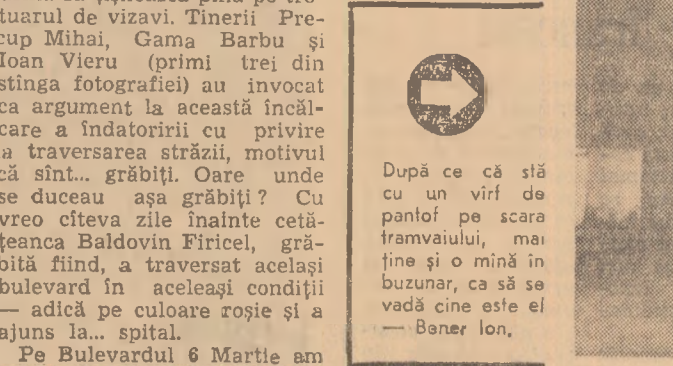 tuarul de vizavi. Tinerii Pre-
cup Mihai, Gama Barbu și
Ioan Vieru (primi trei din
stînga fotografiei) au invocat
ca argument la această încăl-
care a îndatoririi cu privire
la traversarea străzii, motivul
că sînt... grăbiți. Oare unde
se duceau așa grăbiți? Cu
vreo cîteva zile înainte cetă-
țeanca Baldovin Firicel, gră-
bită fiind, a traversat același
bulevard în aceleași condiții
— adică pe culoare roșie și a
ajuns la... spital.
Pe Bulevardul 6 Martie am
După ce că stă
cu un vîrf de
pantof pe scara
tramvaiului, mai
ține și o mînă în
buzunar, ca să se
vadă cine este el
— Baner Ion.